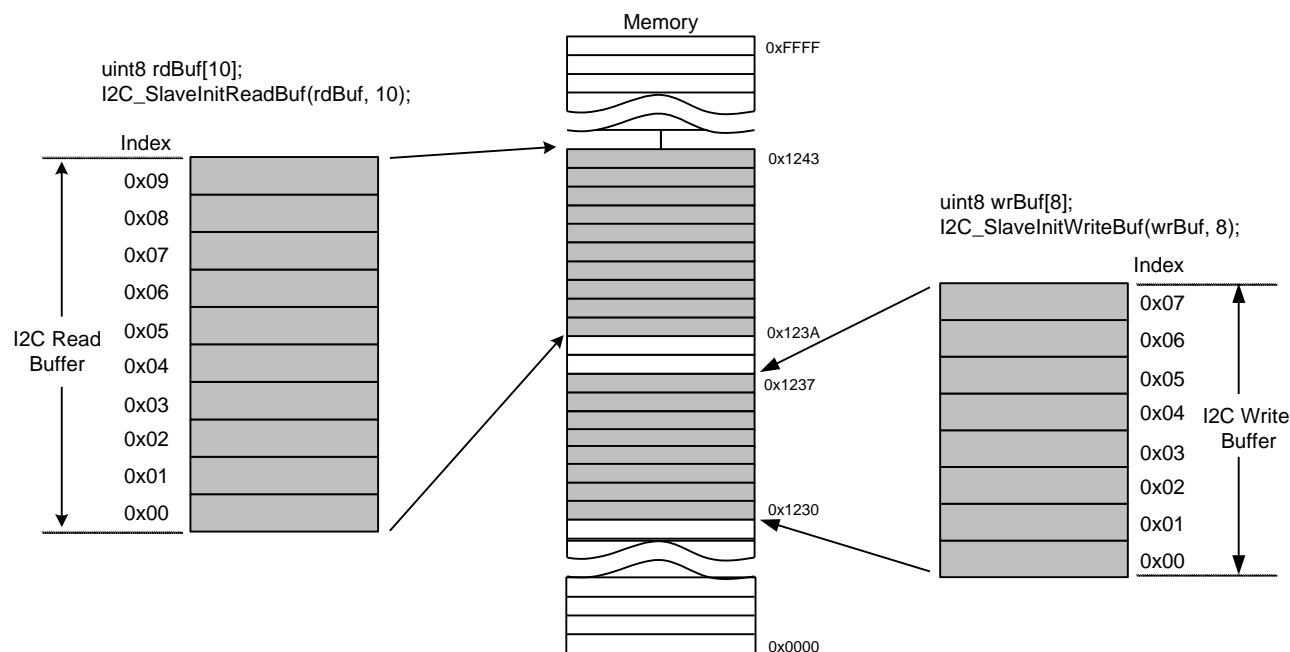 Memory
0xFFFF
uint8 rdBuf[10];
I2C_SlaveInitReadBuf(rdBuf, 10);
Index
0x09
0x08
0x07
0x06
0x05
0x04
0x03
0x02
0x01
0x00
I2C Read
Buffer
0x1243
0x123A
0x1237
0x1230
0x0000
uint8 wrBuf[8];
I2C_SlaveInitWriteBuf(wrBuf, 8);
Index
0x07
0x06
0x05
0x04
0x03
0x02
0x01
0x00
I2C Write
Buffer